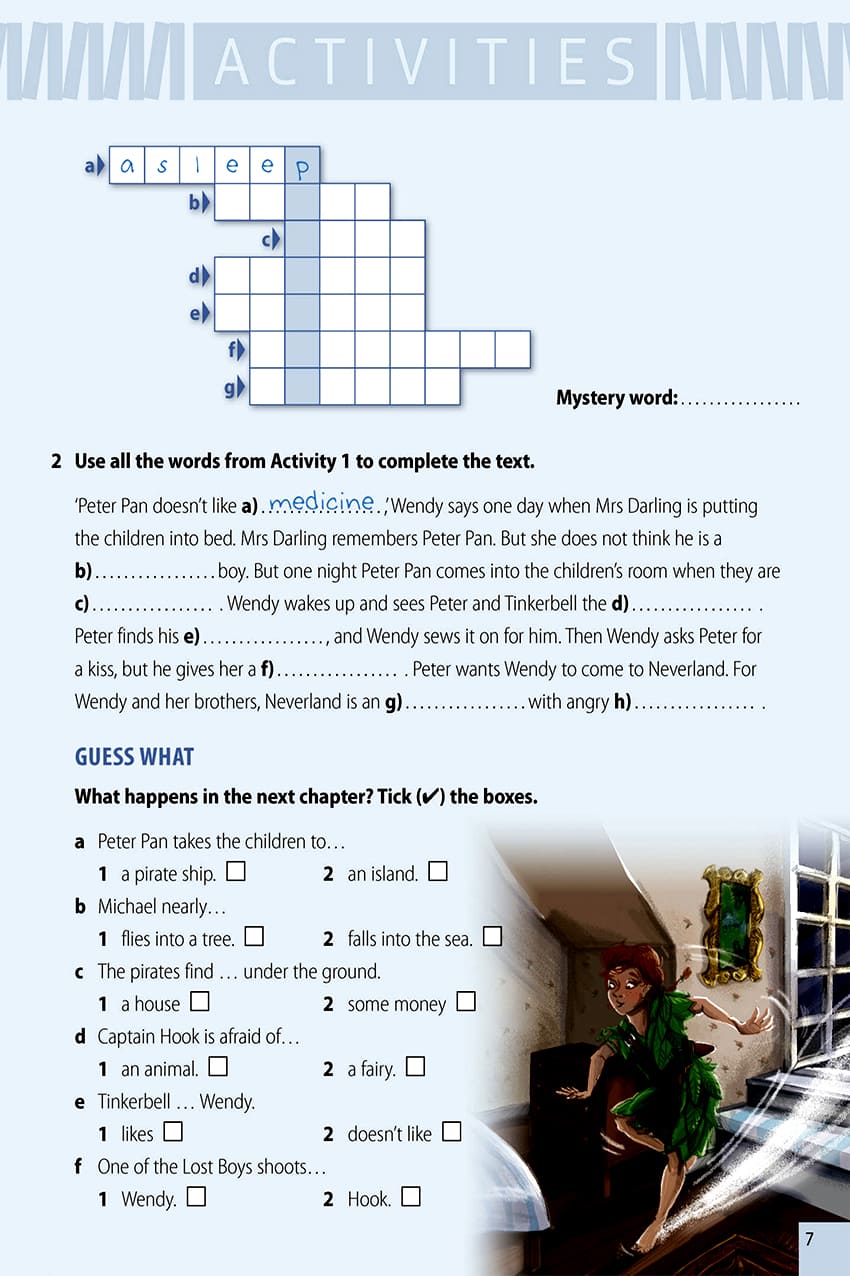 ACTIVITIES
a) a s l e e p
b)
c)
d)
e)
f)
g)
Mystery word:.................
2 Use all the words from Activity 1 to complete the text.
‘Peter Pan doesn’t like a) .medicine. ,’ Wendy says one day when Mrs Darling is putting
the children into bed. Mrs Darling remembers Peter Pan. But she does not think he is a
b)................. boy. But one night Peter Pan comes into the children’s room when they are
c)................. . Wendy wakes up and sees Peter and Tinkerbell the d)................. .
Peter finds his e)................., and Wendy sews it on for him. Then Wendy asks Peter for
a kiss, but he gives her a f)................. . Peter wants Wendy to come to Neverland. For
Wendy and her brothers, Neverland is an g)................. with angry h)................. .
GUESS WHAT
What happens in the next chapter? Tick (✔) the boxes.
a Peter Pan takes the children to…
1 a pirate ship. □ 2 an island. □
b Michael nearly…
1 flies into a tree. □ 2 falls into the sea. □
c The pirates find … under the ground.
1 a house □ 2 some money □
d Captain Hook is afraid of…
1 an animal. □ 2 a fairy. □
e Tinkerbell … Wendy.
1 likes □ 2 doesn’t like □
f One of the Lost Boys shoots…
1 Wendy. □ 2 Hook. □
7